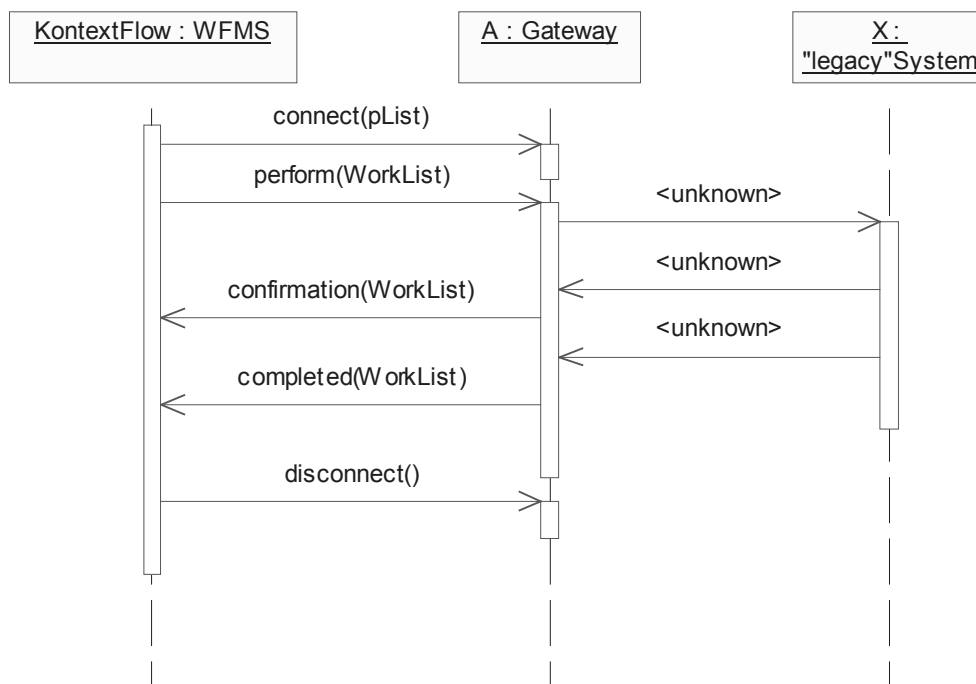 KontextFlow : WFMS
A : Gateway
X :
"legacy"System
connect(pList)
perform(WorkList)
<unknown>
<unknown>
confirmation(WorkList)
<unknown>
completed(WorkList)
disconnect()